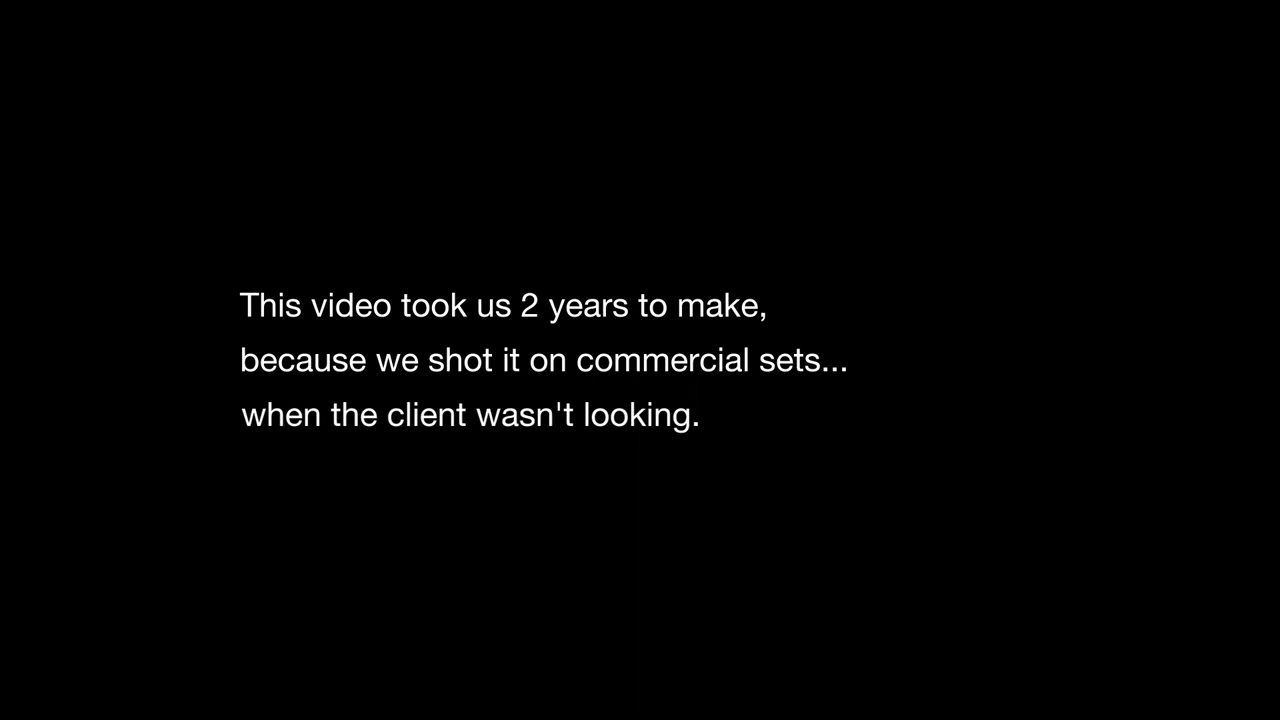 This video took us 2 years to make,
because we shot it on commercial sets...
when the client wasn't looking.